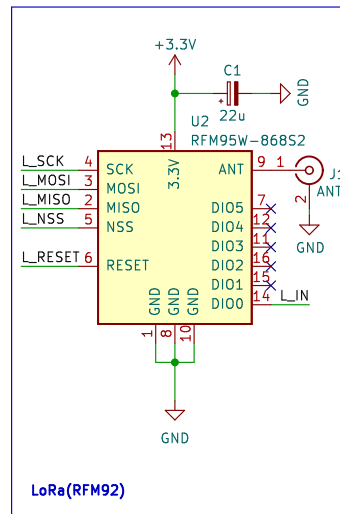 +3.3V
C1
22u
GND
U2
RFM95W-868S2
13
3.3V
L_SCK 4 SCK
ANT 9 1
J1
ANT
L_MOSI 3 MOSI
L_MISO 2 MISO
DIO5 7
2
L_NSS 5 NSS
DIO4 12
DIO3 11
GND
L_RESET 6 RESET
DIO2 16
DIO1 15
DIO0 14 L_IN
GND GND GND
1 8 10
GND
LoRa(RFM92)